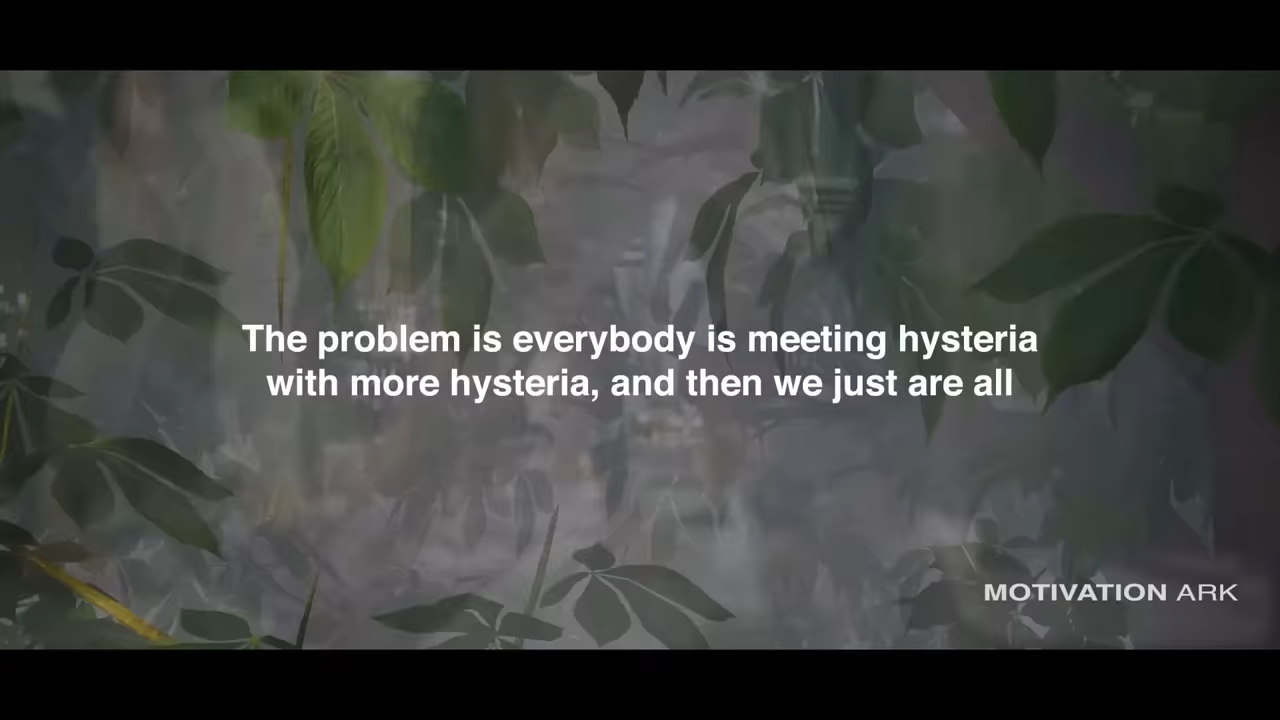 The problem is everybody is meeting hysteria
with more hysteria, and then we just are all
MOTIVATION ARK